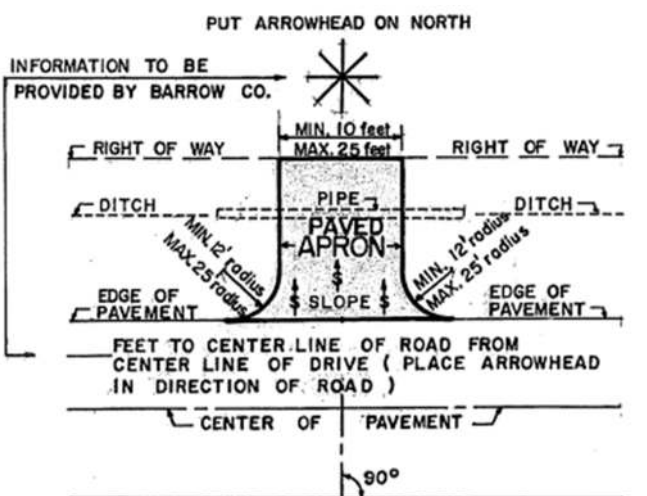 PUT ARROWHEAD ON NORTH
INFORMATION TO BE
PROVIDED BY BARROW CO.
MIN. 10 feet
MAX. 25 feet
RIGHT OF WAY
RIGHT OF WAY
DITCH
PIPE
DITCH
PAVED
APRON
MIN. 12' radius
MAX. 25' radius
MIN. 12' radius
MAX. 25' radius
EDGE OF
PAVEMENT
S
S SLOPE S
EDGE OF
PAVEMENT
FEET TO CENTER LINE OF ROAD FROM
CENTER LINE OF DRIVE ( PLACE ARROWHEAD
IN DIRECTION OF ROAD )
CENTER OF PAVEMENT
90°